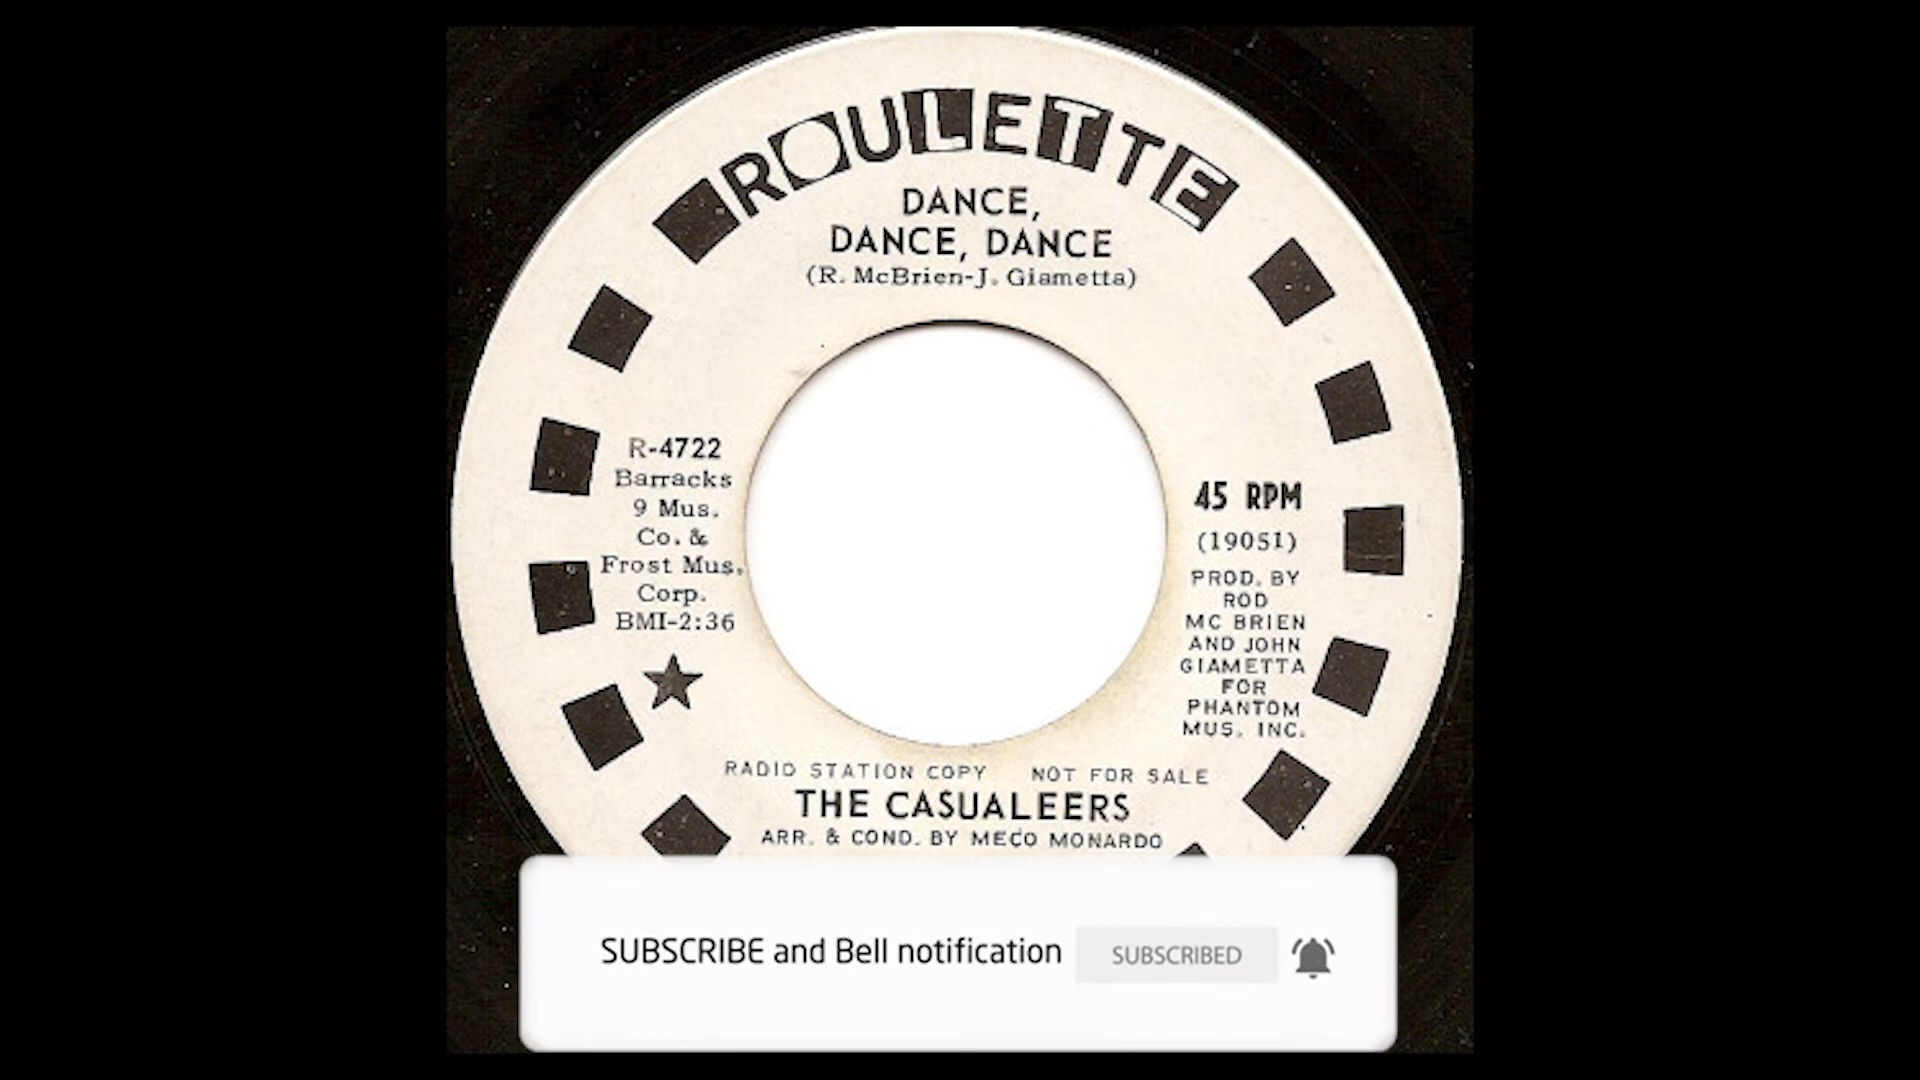 ROULETTE
DANCE,
DANCE, DANCE
(R. McBrien-J. Giametta)
R-4722
Barracks
9 Mus.
Co. &
Frost Mus.
Corp.
BMI-2:36
45 RPM
(19051)
PROD. BY
ROD
MC BRIEN
AND JOHN
GIAMETTA
FOR
PHANTOM
MUS. INC.
RADIO STATION COPY NOT FOR SALE
THE CASUALEERS
ARR. & COND. BY MECO MONARDO
SUBSCRIBE and Bell notification
SUBSCRIBED